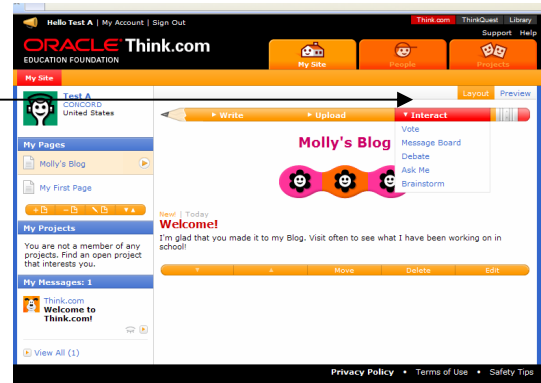 Hello Test A | My Account | Sign Out
Think.com ThinkQuest Library
Support Help
ORACLE Think.com
EDUCATION FOUNDATION
My Site People Projects
My Site
Layout Preview
Test A
CONCORD
United States
Write Upload Interact
Vote
Message Board
Debate
Ask Me
Brainstorm
Molly's Blog
My Pages
Molly's Blog
My First Page
New! | Today
Welcome!
I'm glad that you made it to my Blog. Visit often to see what I have been working on in
school!
Move Delete Edit
My Projects
You are not a member of any
projects. Find an open project
that interests you.
My Messages: 1
Think.com
Welcome to
Think.com!
View All (1)
Privacy Policy • Terms of Use • Safety Tips